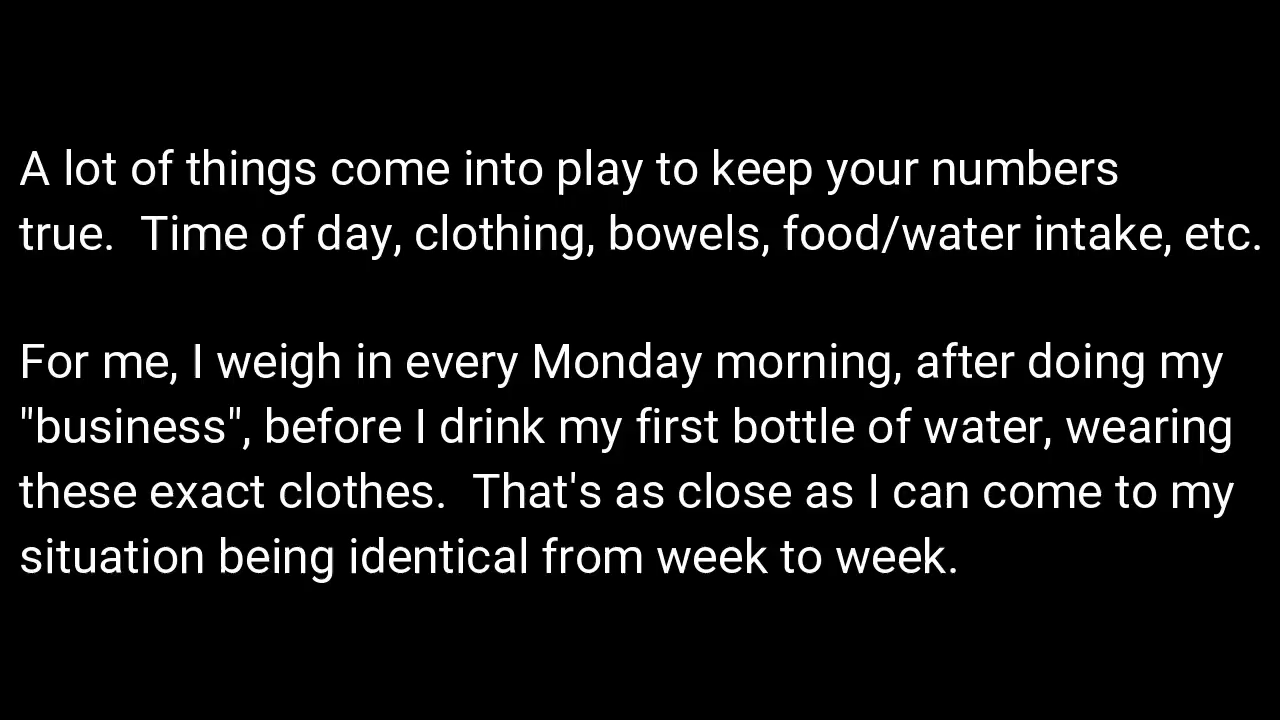 A lot of things come into play to keep your numbers
true.  Time of day, clothing, bowels, food/water intake, etc.
For me, I weigh in every Monday morning, after doing my
"business", before I drink my first bottle of water, wearing
these exact clothes.  That's as close as I can come to my
situation being identical from week to week.